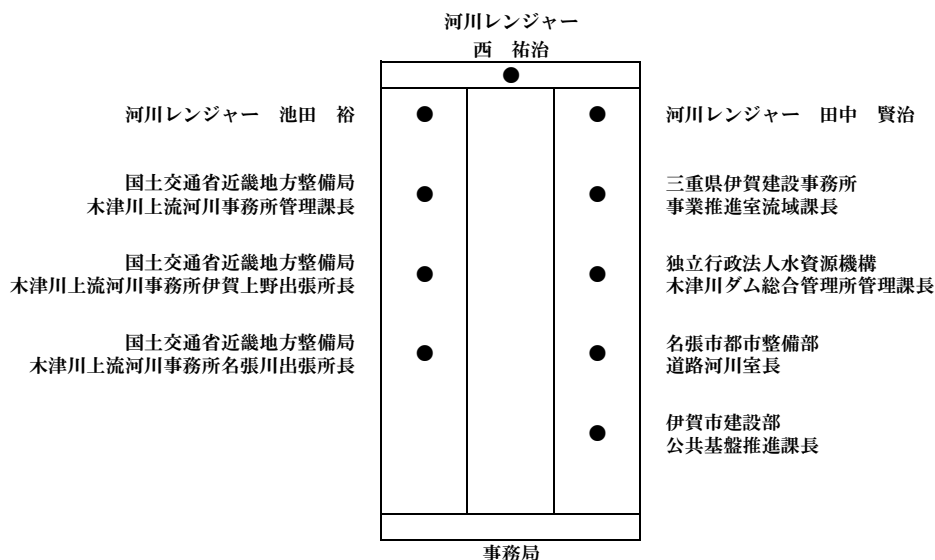 河川レンジャー
西　祐治
河川レンジャー　池田　裕
河川レンジャー　田中　賢治
国土交通省近畿地方整備局
木津川上流河川事務所管理課長
三重県伊賀建設事務所
事業推進室流域課長
国土交通省近畿地方整備局
木津川上流河川事務所伊賀上野出張所長
独立行政法人水資源機構
木津川ダム総合管理所管理課長
国土交通省近畿地方整備局
木津川上流河川事務所名張川出張所長
名張市都市整備部
道路河川室長
伊賀市建設部
公共基盤推進課長
事務局